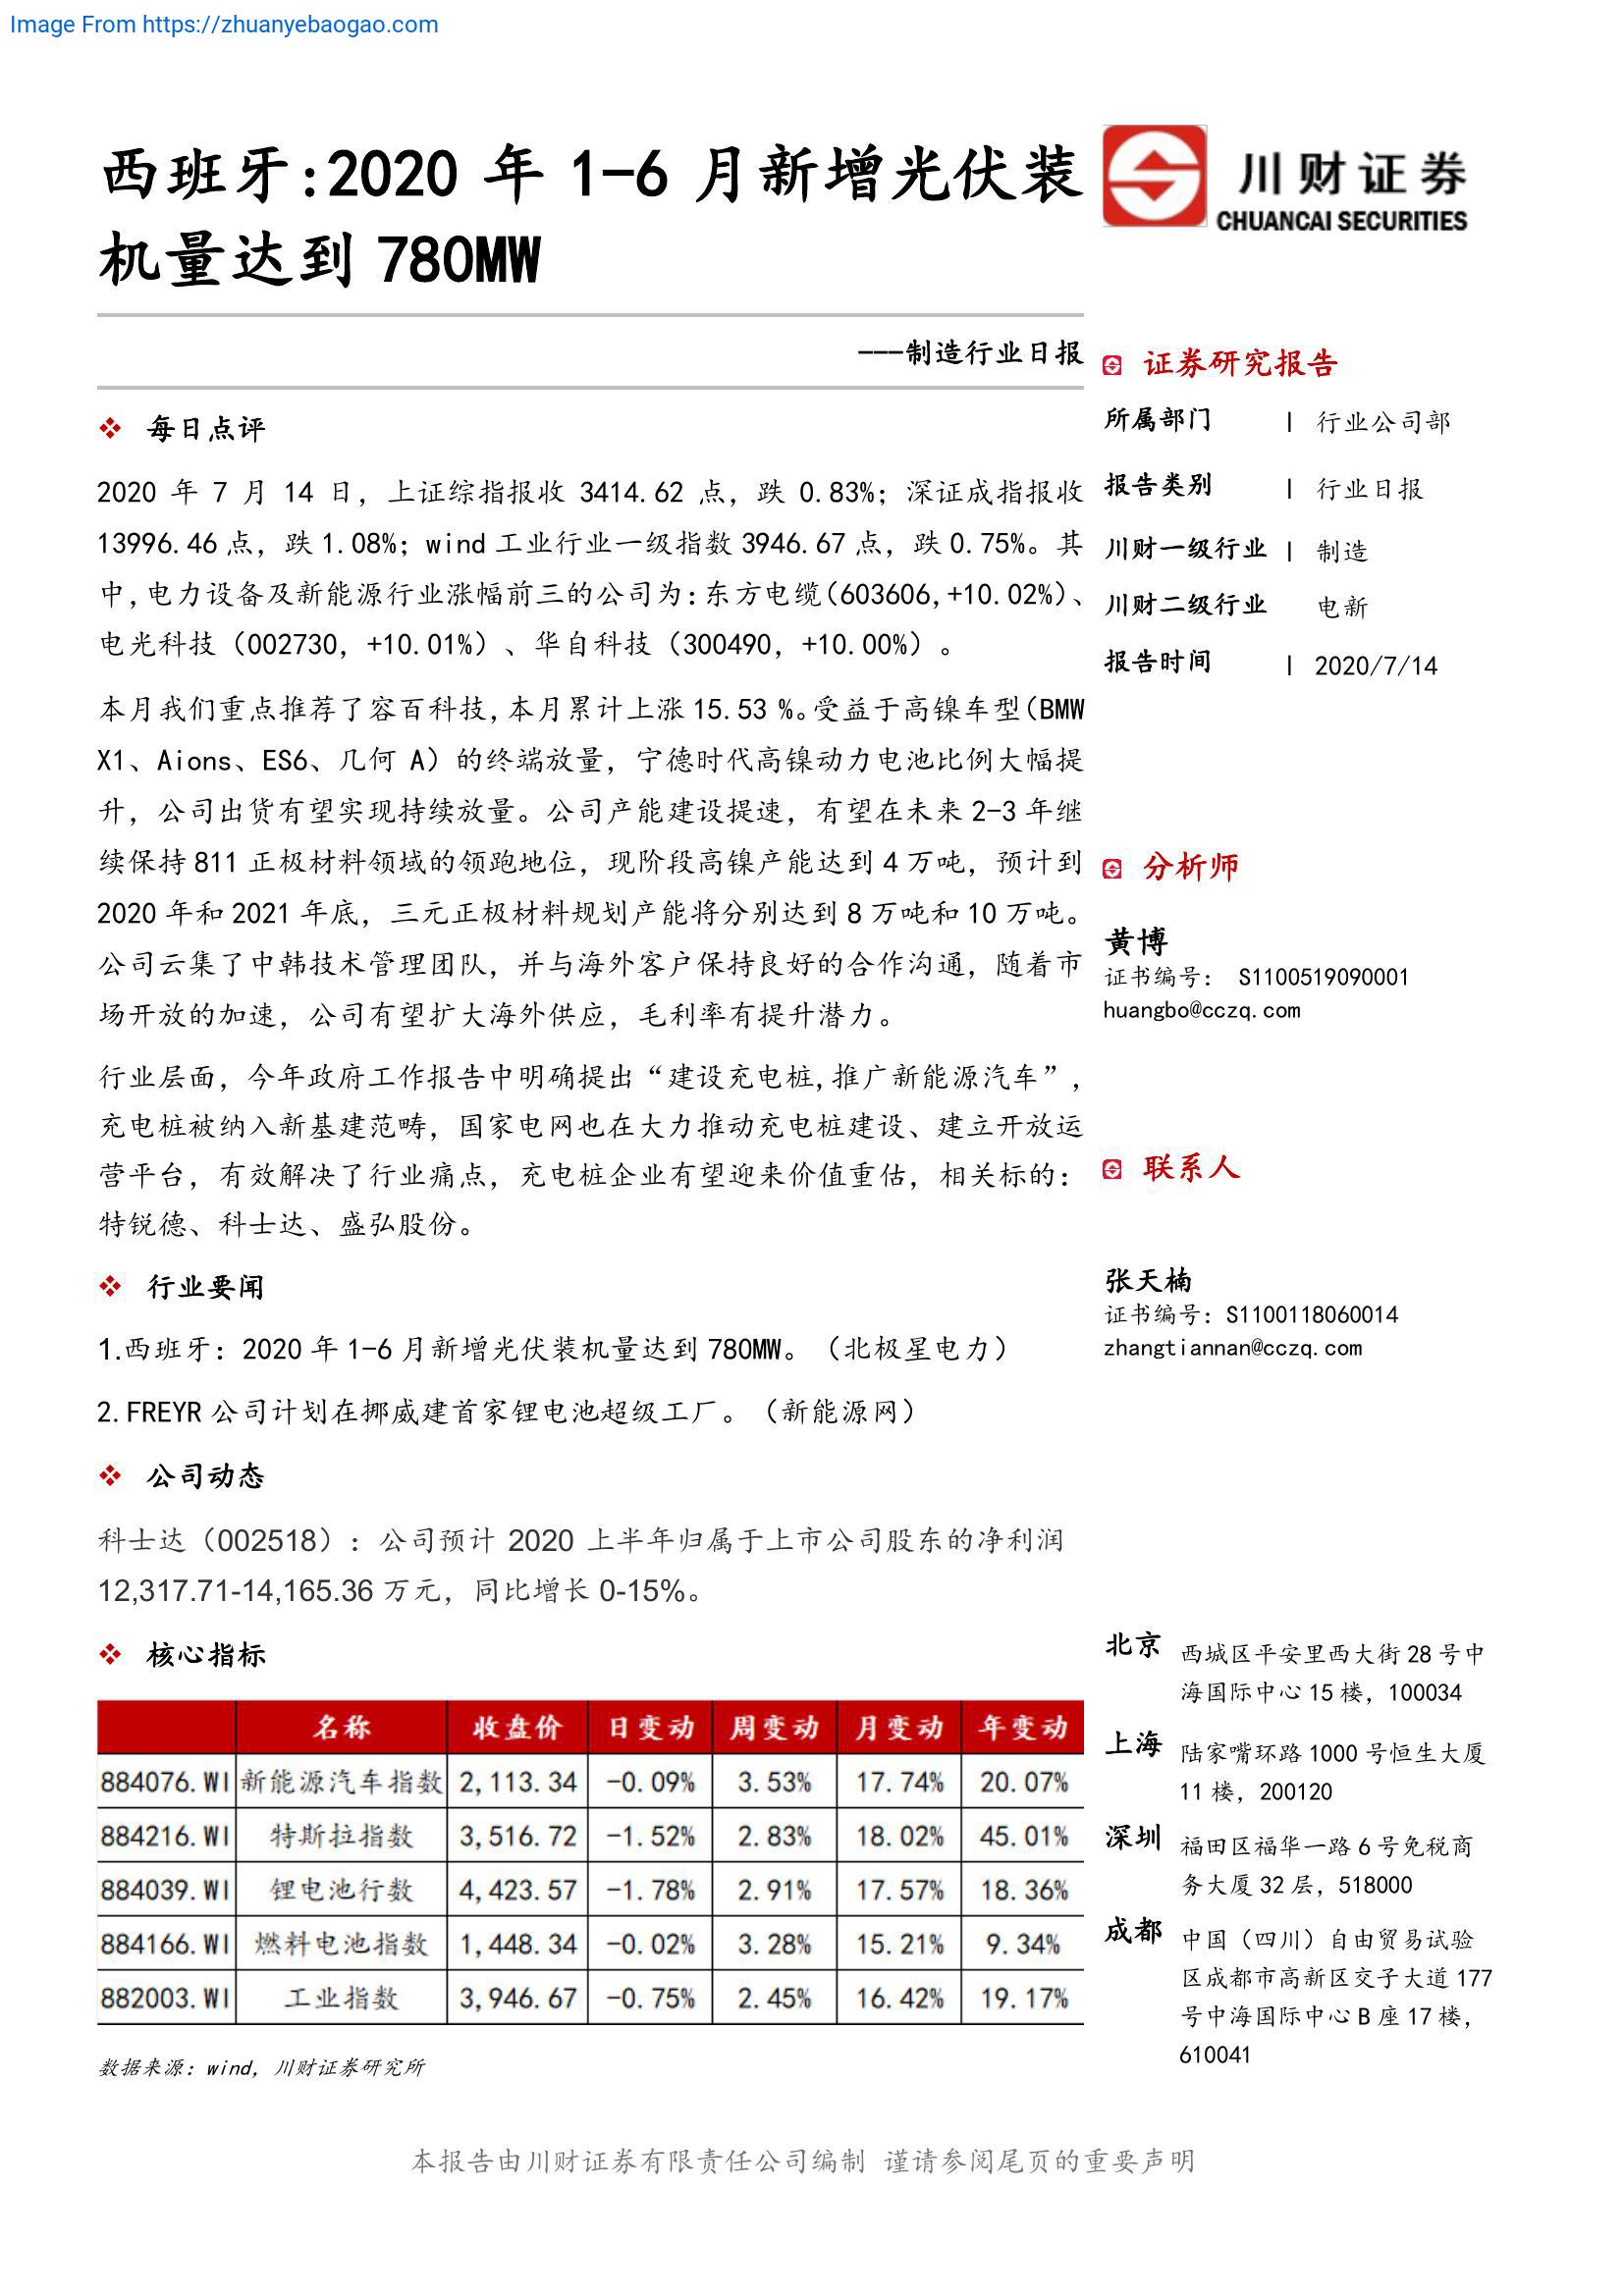 Image From https://zhuanyebaogao.com
西班牙:2020 年 1-6 月新增光伏装
机量达到 780MW
---制造行业日报
❖ 每日点评
2020 年 7 月 14 日，上证综指报收 3414.62 点，跌 0.83%；深证成指报收
13996.46 点，跌 1.08%；wind 工业行业一级指数 3946.67 点，跌 0.75%。其
中,电力设备及新能源行业涨幅前三的公司为:东方电缆(603606,+10.02%)、
电光科技（002730，+10.01%）、华自科技（300490，+10.00%）。
本月我们重点推荐了容百科技,本月累计上涨 15.53 %。受益于高镍车型(BMW
X1、Aions、ES6、几何 A）的终端放量，宁德时代高镍动力电池比例大幅提
升，公司出货有望实现持续放量。公司产能建设提速，有望在未来 2-3 年继
续保持 811 正极材料领域的领跑地位，现阶段高镍产能达到 4 万吨，预计到
2020 年和 2021 年底，三元正极材料规划产能将分别达到 8 万吨和 10 万吨。
公司云集了中韩技术管理团队，并与海外客户保持良好的合作沟通，随着市
场开放的加速，公司有望扩大海外供应，毛利率有提升潜力。
行业层面，今年政府工作报告中明确提出“建设充电桩,推广新能源汽车”，
充电桩被纳入新基建范畴，国家电网也在大力推动充电桩建设、建立开放运
营平台，有效解决了行业痛点，充电桩企业有望迎来价值重估，相关标的：
特锐德、科士达、盛弘股份。
❖ 行业要闻
1.西班牙：2020 年 1-6 月新增光伏装机量达到 780MW。（北极星电力）
2.FREYR 公司计划在挪威建首家锂电池超级工厂。（新能源网）
❖ 公司动态
科士达（002518）：公司预计 2020 上半年归属于上市公司股东的净利润
12,317.71-14,165.36 万元，同比增长 0-15%。
❖ 核心指标
名称 收盘价 日变动 周变动 月变动 年变动
884076.WI 新能源汽车指数 2,113.34 -0.09% 3.53% 17.74% 20.07%
884216.WI 特斯拉指数 3,516.72 -1.52% 2.83% 18.02% 45.01%
884039.WI 锂电池行数 4,423.57 -1.78% 2.91% 17.57% 18.36%
884166.WI 燃料电池指数 1,448.34 -0.02% 3.28% 15.21% 9.34%
882003.WI 工业指数 3,946.67 -0.75% 2.45% 16.42% 19.17%
数据来源：wind，川财证券研究所
川财证券
CHUANCAI SECURITIES
证券研究报告
所属部门 | 行业公司部
报告类别 | 行业日报
川财一级行业 | 制造
川财二级行业 电新
报告时间 | 2020/7/14
分析师
黄博
证书编号： S1100519090001
huangbo@cczq.com
联系人
张天楠
证书编号：S1100118060014
zhangtiannan@cczq.com
北京 西城区平安里西大街 28 号中
海国际中心 15 楼，100034
上海 陆家嘴环路 1000 号恒生大厦
11 楼，200120
深圳 福田区福华一路 6 号免税商
务大厦 32 层，518000
成都 中国（四川）自由贸易试验
区成都市高新区交子大道 177
号中海国际中心 B 座 17 楼，
610041
本报告由川财证券有限责任公司编制 谨请参阅尾页的重要声明